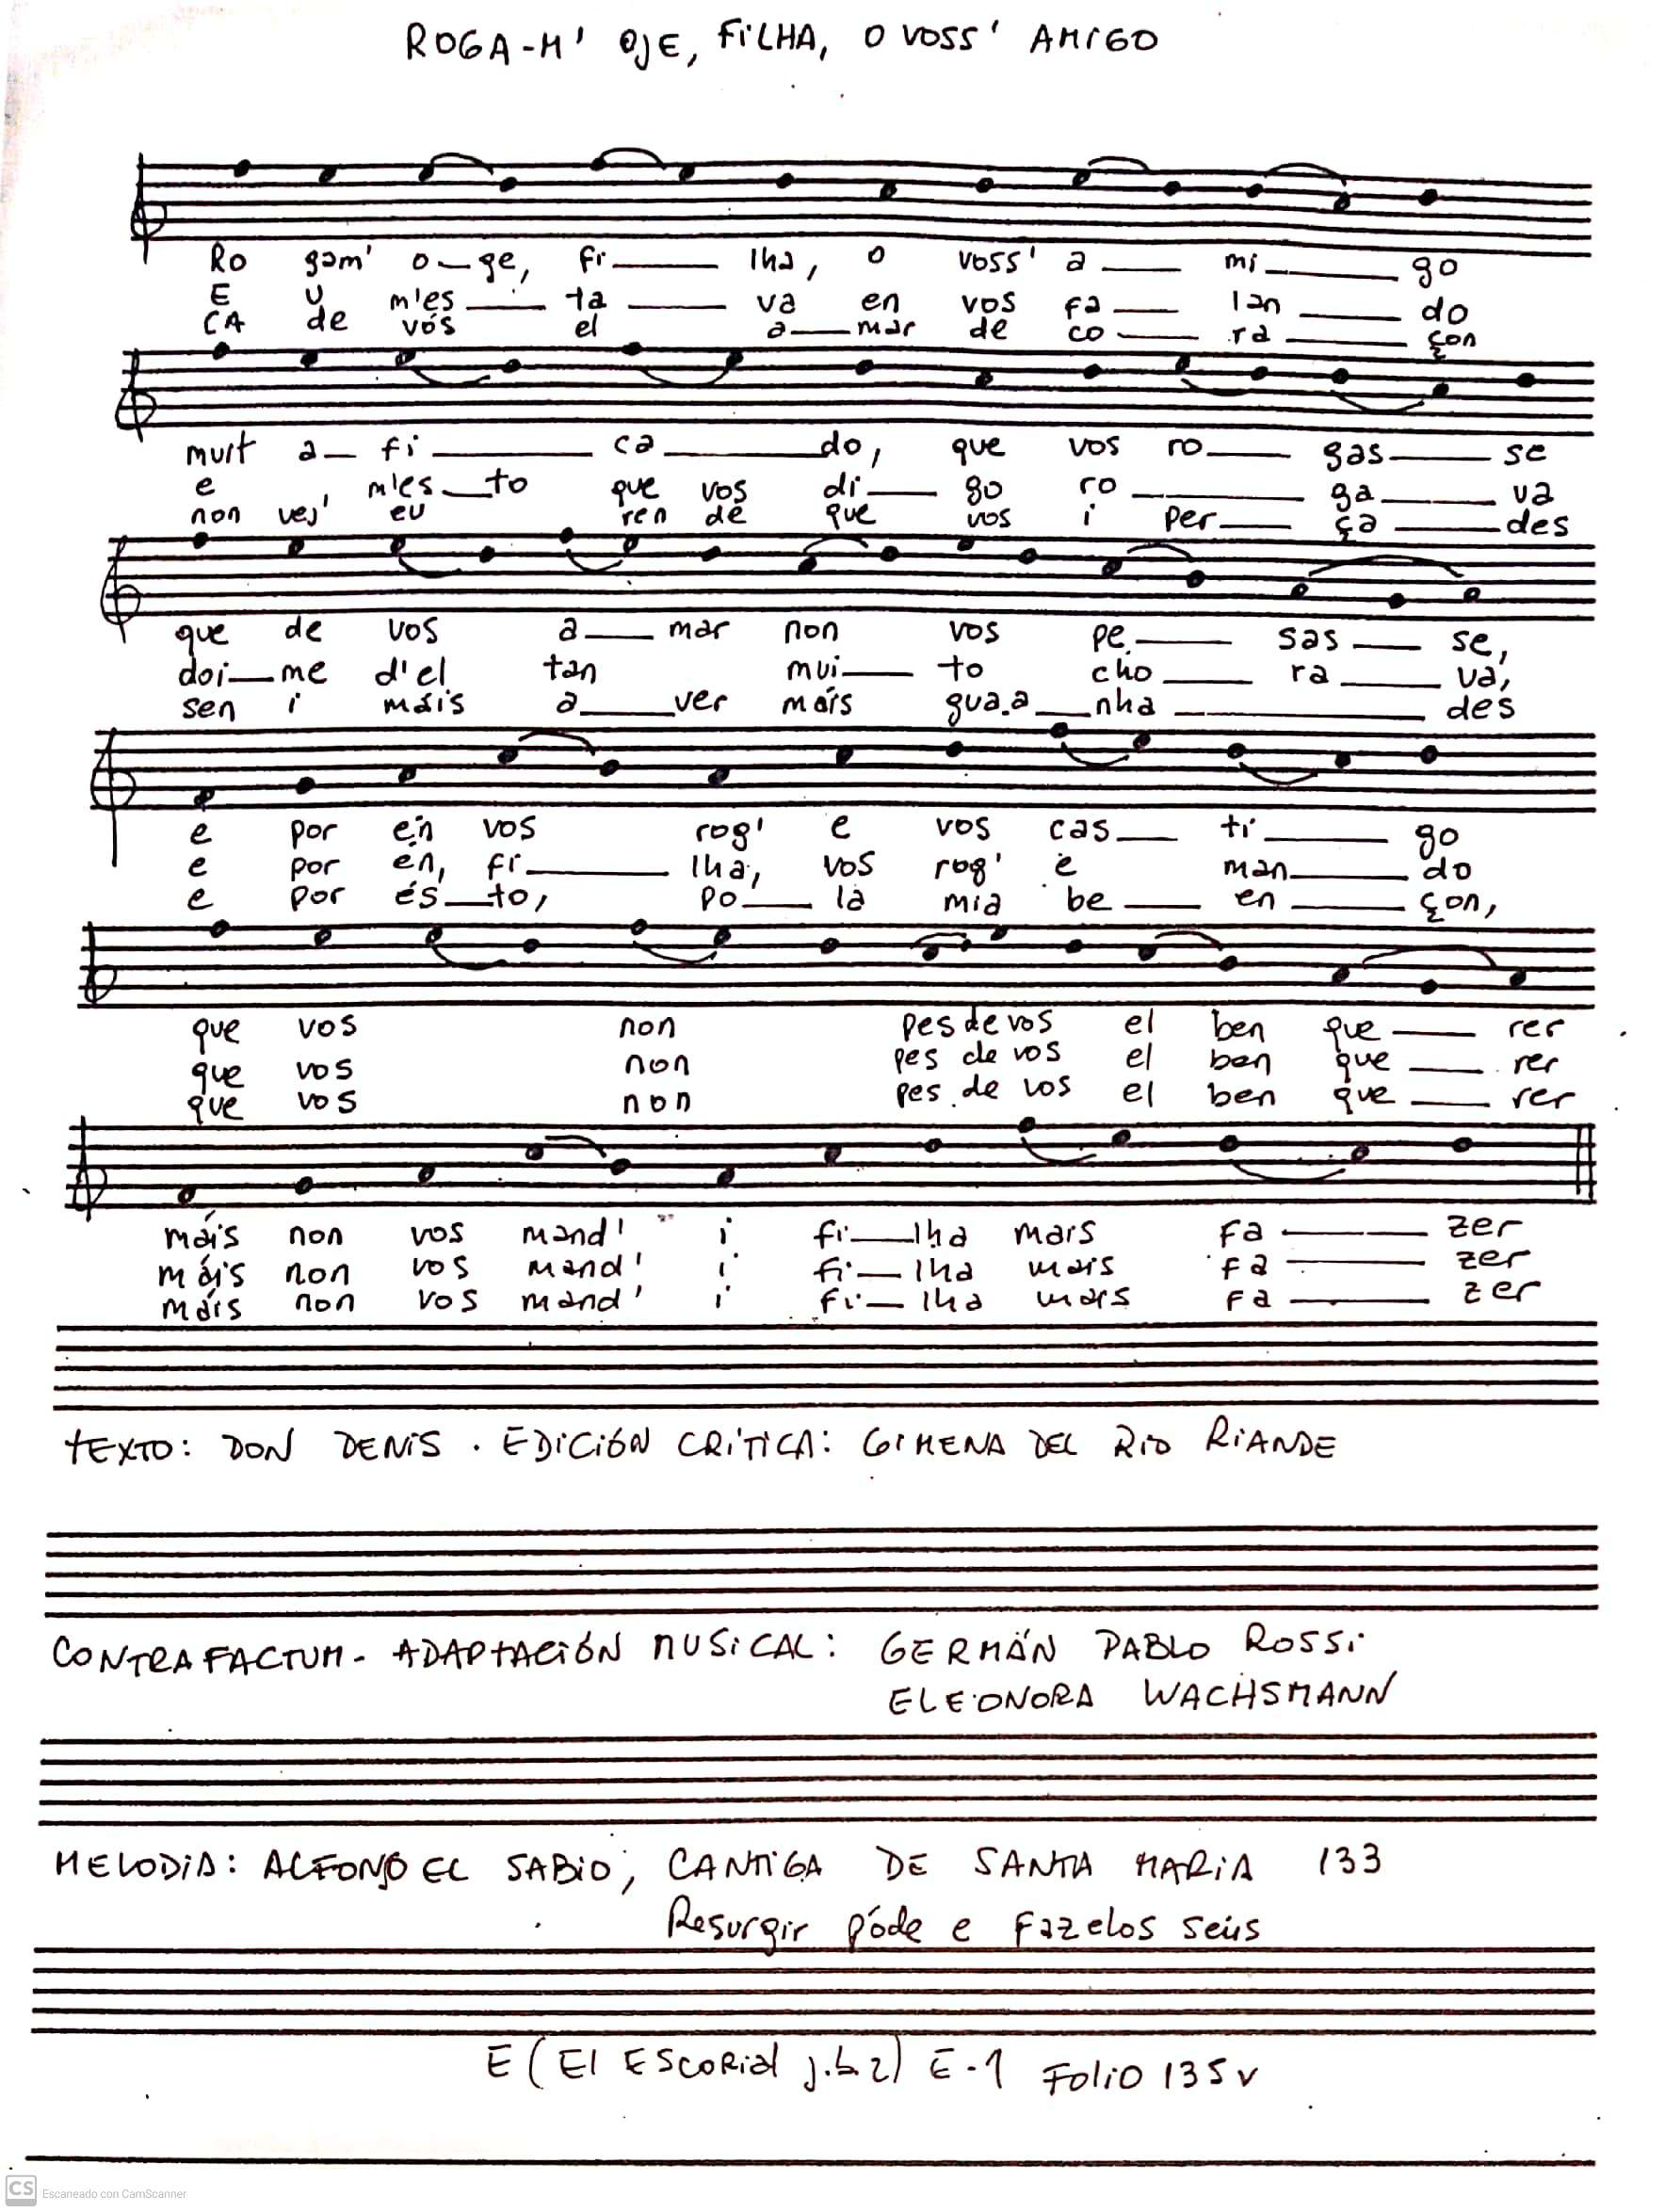 ROGA-M' OJE, FILHA, O VOSS' AMIGO
Ro gam' o—ge, fi— lha, o voss' a— mi— go
E u m'es— ta— va en vos fa— lan— do
CA de vós el a—mar de co— ra— çon
muit a— fi— ca—do, que vos ro— gas— se
e m'es—to que vos di— go ro— ga— va
non vej' eu ren de que vos i per— ça— des
que de vos a— mar non vos pe— sas— se,
doi—me d'el tan mui— to cho— ra— va,
sen i máis a—ver máis gua.a—nha— des
e por én vos rog' e vos cas— ti— go
e por én, fi— lha, vos rog' e man— do
e por és—to, po— la mia be— en— çon,
que vos non pes de vos el ben que— rer
que vos non pes de vos el ben que— rer
que vos non pes de vos el ben que— rer
máis non vos mand' i fi—lha mais fa— zer
máis non vos mand' i fi—lha mais fa— zer
máis non vos mand' i fi—lha mais fa— zer
TEXTO: DON DENIS. EDICIÓN CRÍTICA: GIMENA DEL RIO RIANDE
CONTRAFACTUM- ADAPTACIÓN MUSICAL: GERMÁN PABLO ROSSI
ELEONORA WACHSMANN
MELODIA: ALFONSO EL SABIO, CANTIGA DE SANTA MARIA 133
Resurgir póde e fazelos seus
E (El ESCORIAL j.b.2) E-1 Folio 135v
CS Escaneado con CamScanner